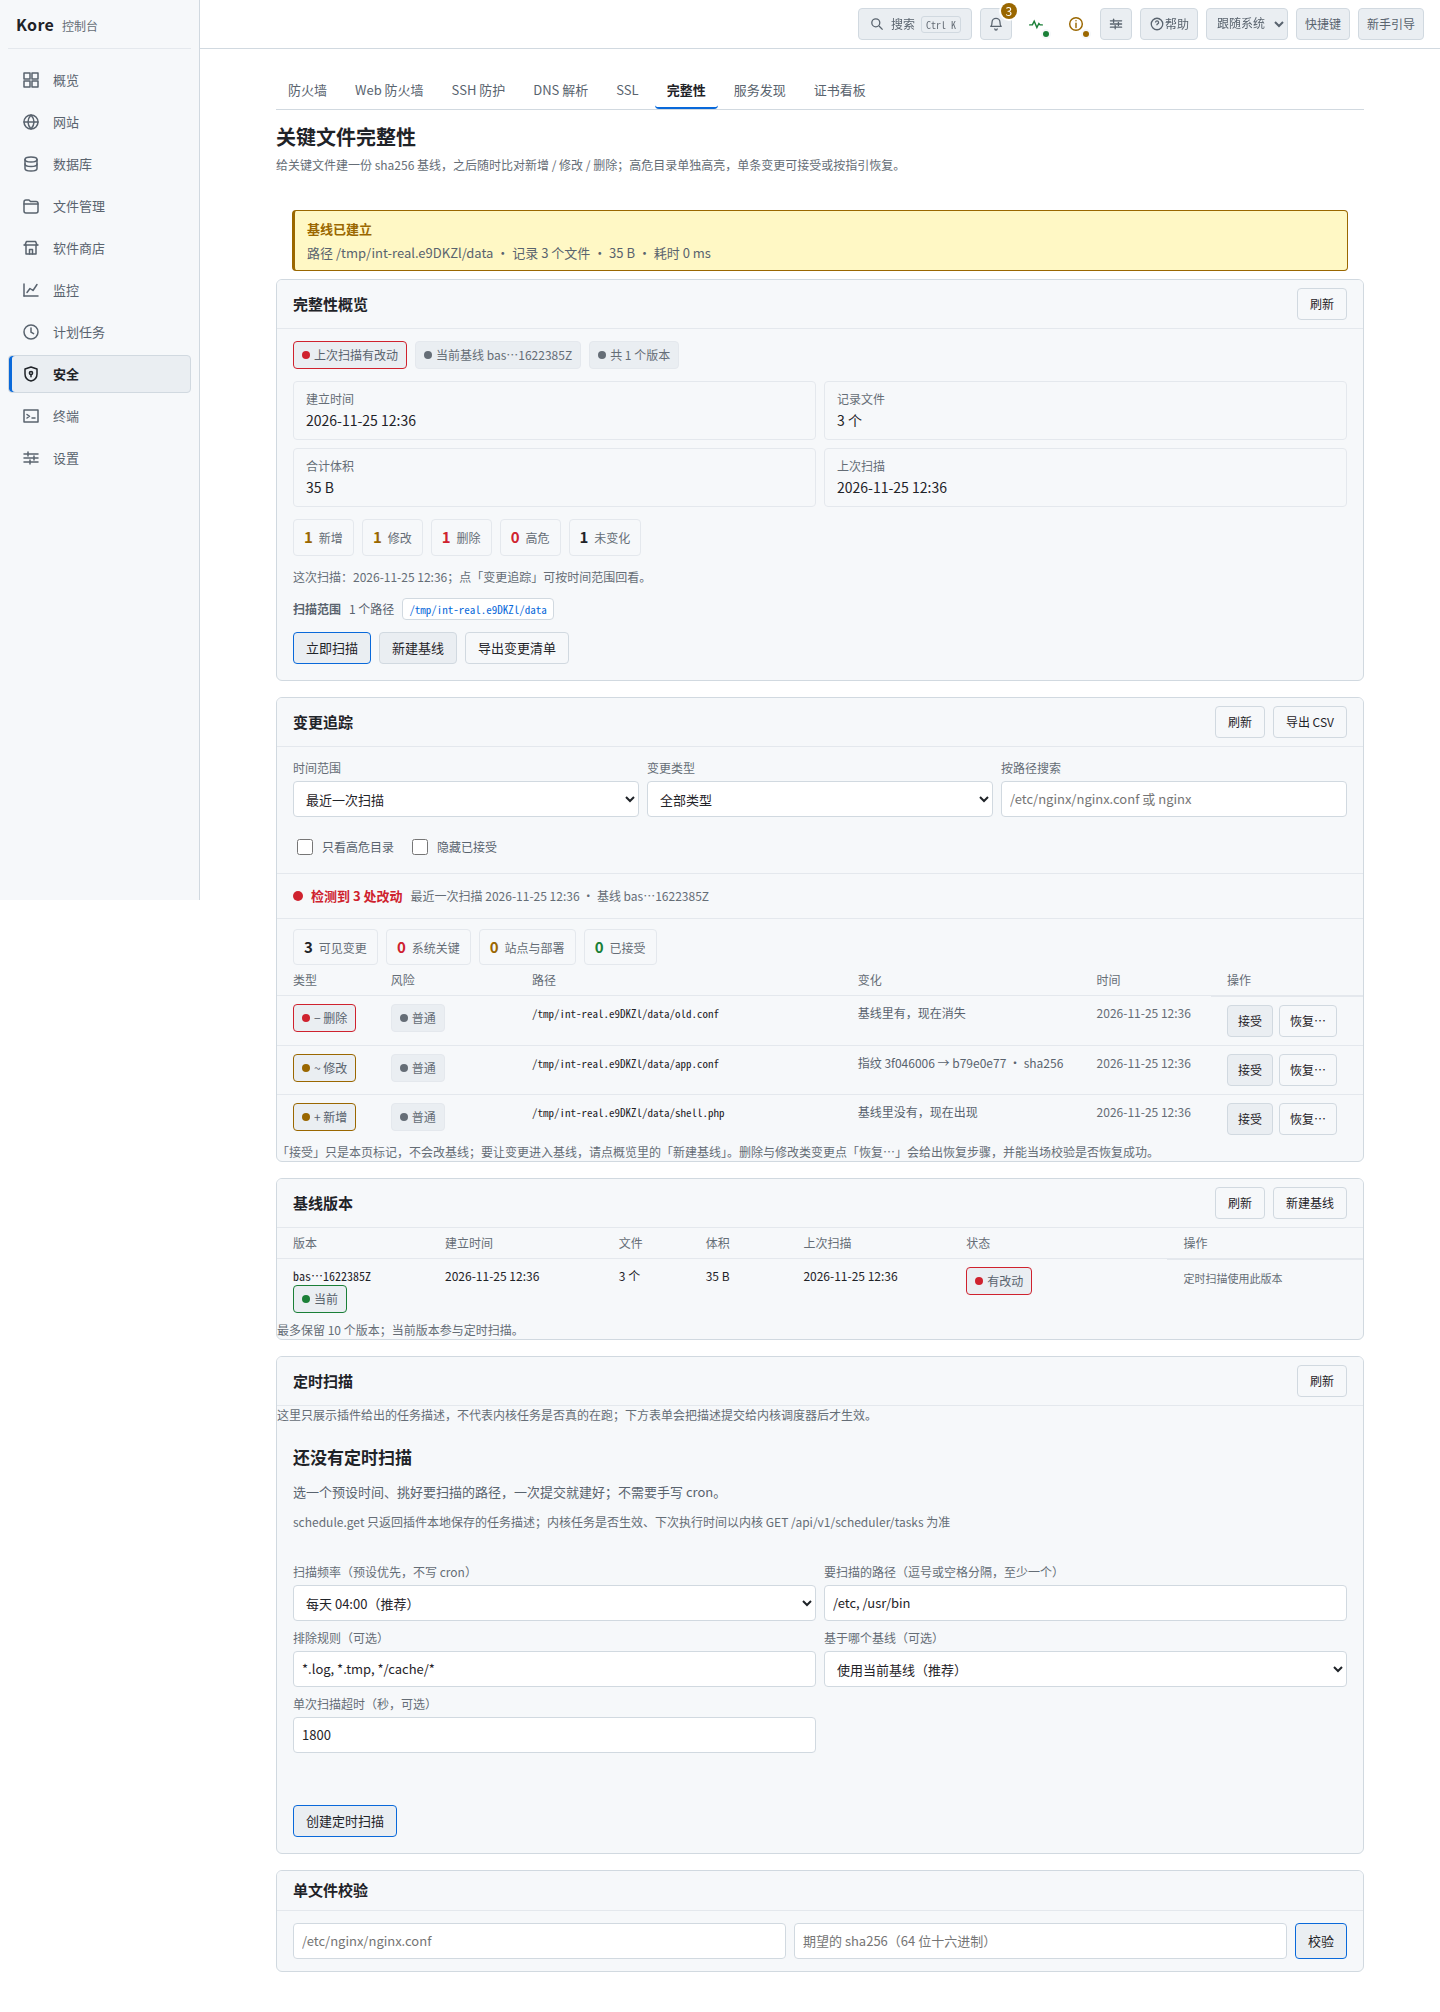 Kore 控制台
搜索 Ctrl K
3
帮助
跟随系统
快捷键
新手引导
概览
网站
数据库
文件管理
软件商店
监控
计划任务
安全
终端
设置
防火墙 Web 防火墙 SSH 防护 DNS 解析 SSL 完整性 服务发现 证书看板
关键文件完整性
给关键文件建一份 sha256 基线，之后随时比对新增 / 修改 / 删除；高危目录单独高亮，单条变更可接受或按指引恢复。
基线已建立
路径 /tmp/int-real.e9DKZl/data · 记录 3 个文件 · 35 B · 耗时 0 ms
完整性概览 刷新
上次扫描有改动 当前基线 bas…1622385Z 共 1 个版本
建立时间
2026-11-25 12:36
记录文件
3 个
合计体积
35 B
上次扫描
2026-11-25 12:36
1 新增 1 修改 1 删除 0 高危 1 未变化
这次扫描：2026-11-25 12:36；点「变更追踪」可按时间范围回看。
扫描范围 1 个路径 /tmp/int-real.e9DKZl/data
立即扫描 新建基线 导出变更清单
变更追踪 刷新 导出 CSV
时间范围 变更类型 按路径搜索
最近一次扫描 全部类型 /etc/nginx/nginx.conf 或 nginx
只看高危目录 隐藏已接受
检测到 3 处改动 最近一次扫描 2026-11-25 12:36 · 基线 bas…1622385Z
3 可见变更 0 系统关键 0 站点与部署 0 已接受
类型 风险 路径 变化 时间 操作
− 删除 普通 /tmp/int-real.e9DKZl/data/old.conf 基线里有，现在消失 2026-11-25 12:36 接受 恢复…
~ 修改 普通 /tmp/int-real.e9DKZl/data/app.conf 指纹 3f046006 → b79e0e77 · sha256 2026-11-25 12:36 接受 恢复…
+ 新增 普通 /tmp/int-real.e9DKZl/data/shell.php 基线里没有，现在出现 2026-11-25 12:36 接受 恢复…
「接受」只是本页标记，不会改基线；要让变更进入基线，请点概览里的「新建基线」。删除与修改类变更点「恢复…」会给出恢复步骤，并能当场校验是否恢复成功。
基线版本 刷新 新建基线
版本 建立时间 文件 体积 上次扫描 状态 操作
bas…1622385Z 2026-11-25 12:36 3 个 35 B 2026-11-25 12:36 有改动 定时扫描使用此版本
当前
最多保留 10 个版本；当前版本参与定时扫描。
定时扫描 刷新
这里只展示插件给出的任务描述，不代表内核任务是否真的在跑；下方表单会把描述提交给内核调度器后才生效。
还没有定时扫描
选一个预设时间、挑好要扫描的路径，一次提交就建好；不需要手写 cron。
schedule.get 只返回插件本地保存的任务描述；内核任务是否生效、下次执行时间以内核 GET /api/v1/scheduler/tasks 为准
扫描频率（预设优先，不写 cron） 要扫描的路径（逗号或空格分隔，至少一个）
每天 04:00（推荐） /etc, /usr/bin
排除规则（可选） 基于哪个基线（可选）
*.log, *.tmp, */cache/* 使用当前基线（推荐）
单次扫描超时（秒，可选）
1800
创建定时扫描
单文件校验
/etc/nginx/nginx.conf 期望的 sha256（64 位十六进制） 校验